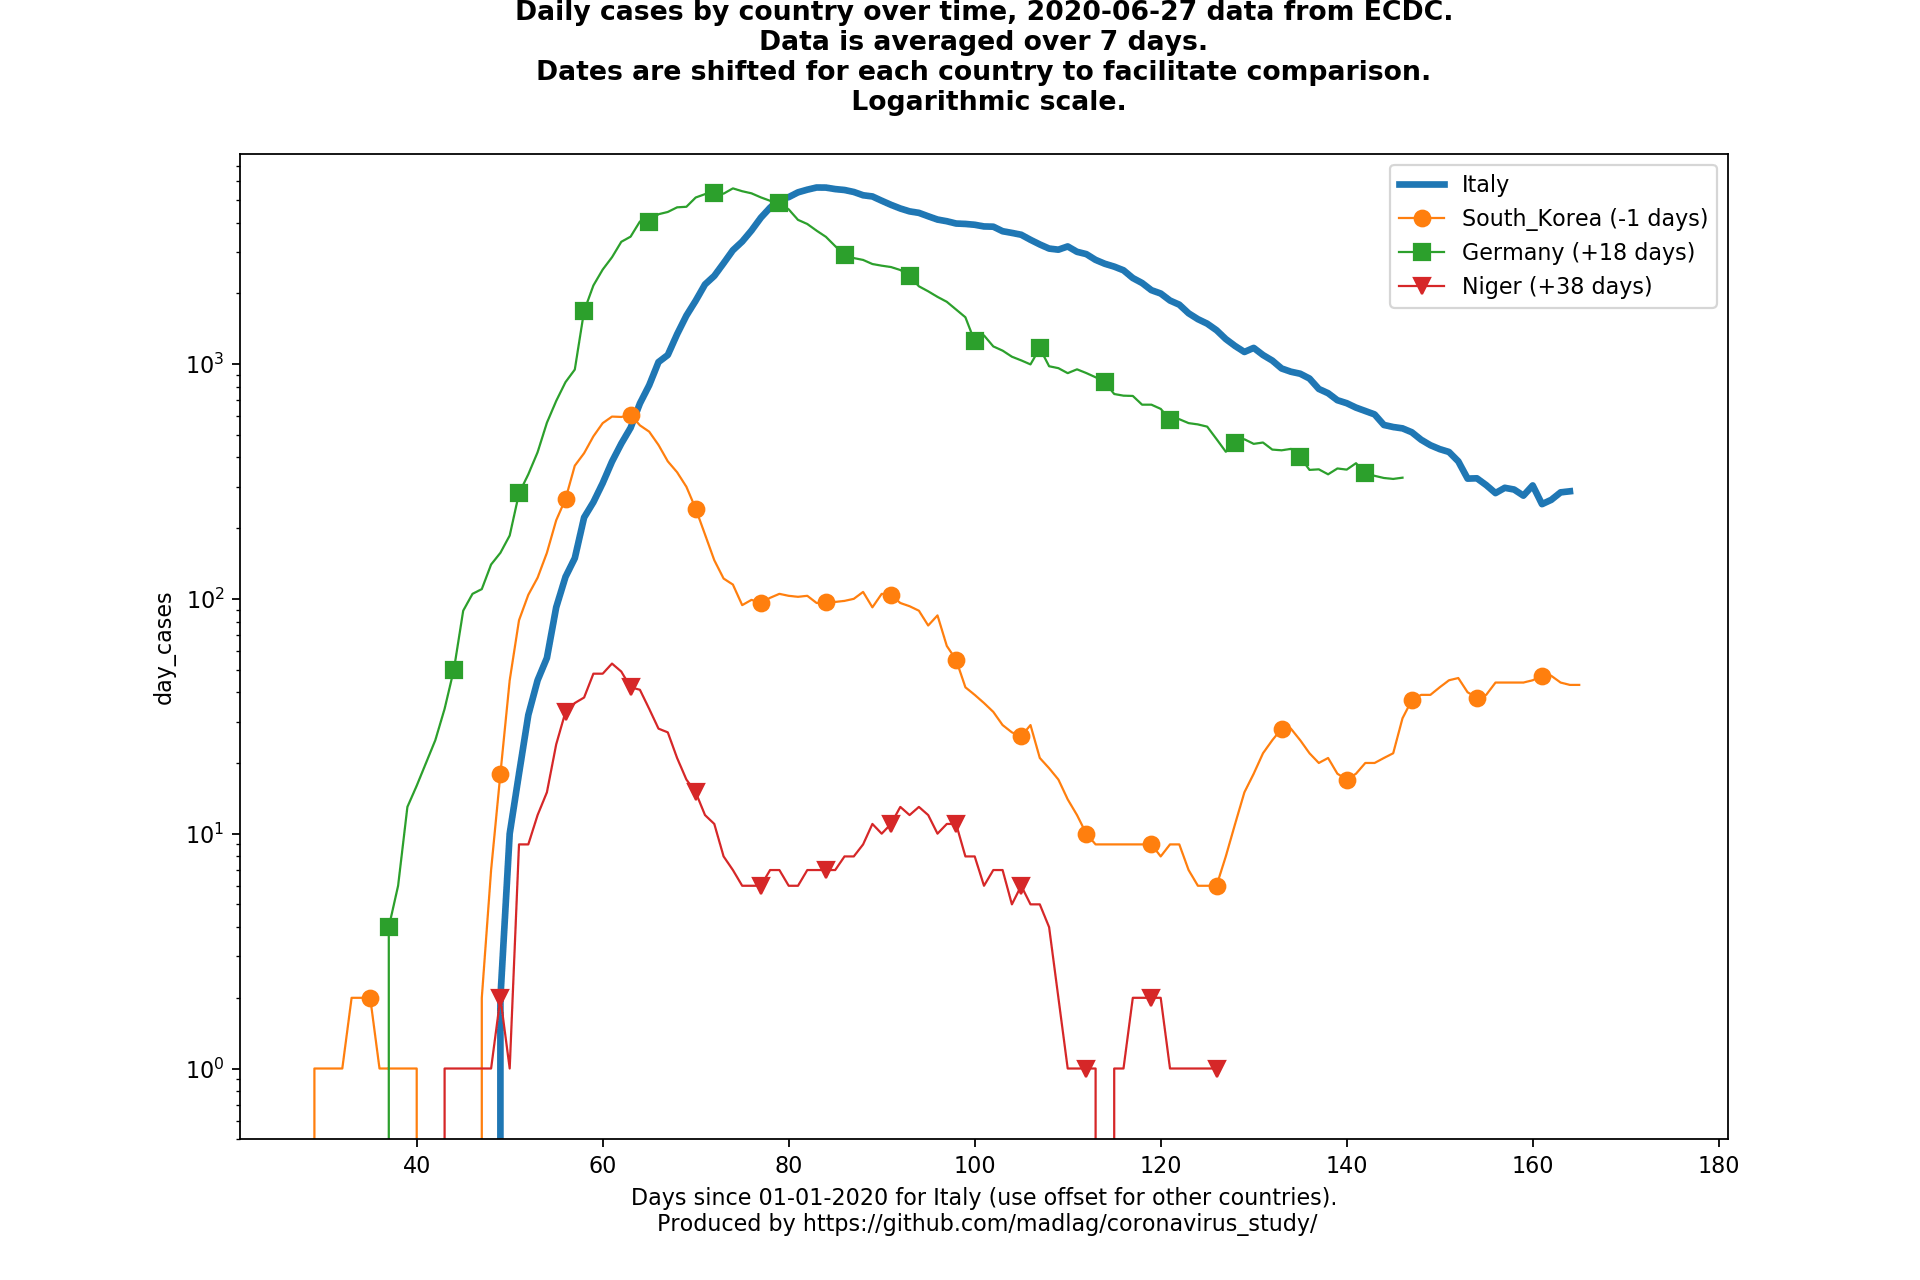 Daily cases by country over time, 2020-06-27 data from ECDC.
Data is averaged over 7 days.
Dates are shifted for each country to facilitate comparison.
Logarithmic scale.
Italy
South_Korea (-1 days)
Germany (+18 days)
Niger (+38 days)
day_cases
10³
10²
10¹
10⁰
40 60 80 100 120 140 160 180
Days since 01-01-2020 for Italy (use offset for other countries).
Produced by https://github.com/madlag/coronavirus_study/